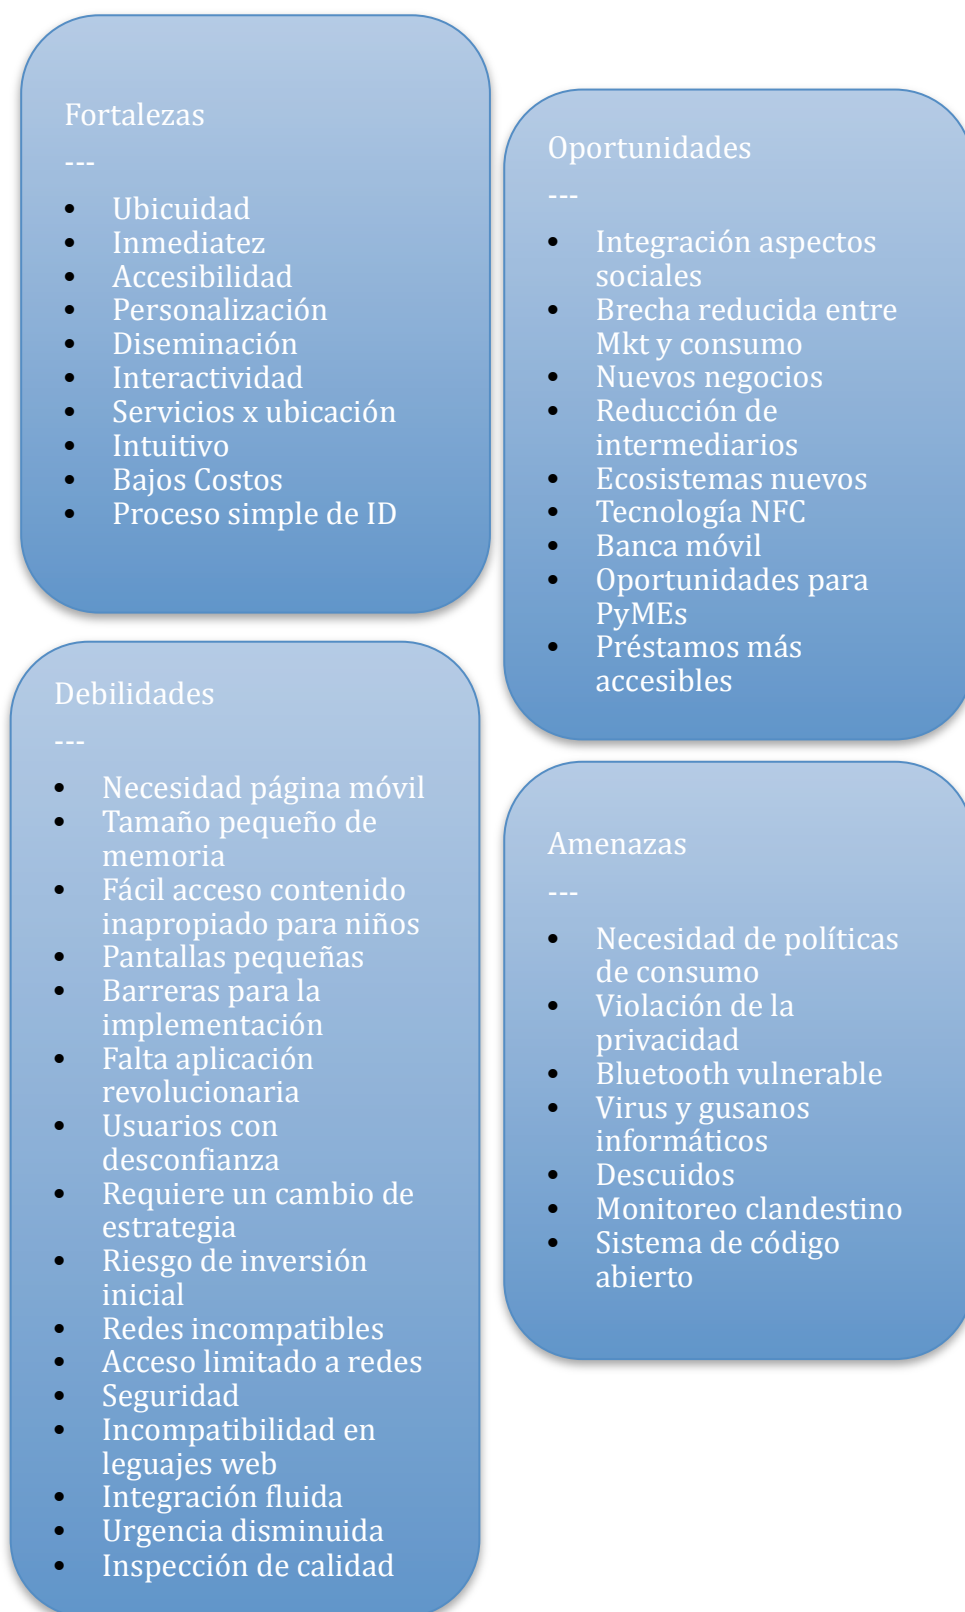 Fortalezas
---
• Ubicuidad
• Inmediatez
• Accesibilidad
• Personalización
• Diseminación
• Interactividad
• Servicios x ubicación
• Intuitivo
• Bajos Costos
• Proceso simple de ID
Oportunidades
---
• Integración aspectos
sociales
• Brecha reducida entre
Mkt y consumo
• Nuevos negocios
• Reducción de
intermediarios
• Ecosistemas nuevos
• Tecnología NFC
• Banca móvil
• Oportunidades para
PyMEs
• Préstamos más
accesibles
Debilidades
---
• Necesidad página móvil
• Tamaño pequeño de
memoria
• Fácil acceso contenido
inapropiado para niños
• Pantallas pequeñas
• Barreras para la
implementación
• Falta aplicación
revolucionaria
• Usuarios con
desconfianza
• Requiere un cambio de
estrategia
• Riesgo de inversión
inicial
• Redes incompatibles
• Acceso limitado a redes
• Seguridad
• Incompatibilidad en
leguajes web
• Integración fluida
• Urgencia disminuida
• Inspección de calidad
Amenazas
---
• Necesidad de políticas
de consumo
• Violación de la
privacidad
• Bluetooth vulnerable
• Virus y gusanos
informáticos
• Descuidos
• Monitoreo clandestino
• Sistema de código
abierto